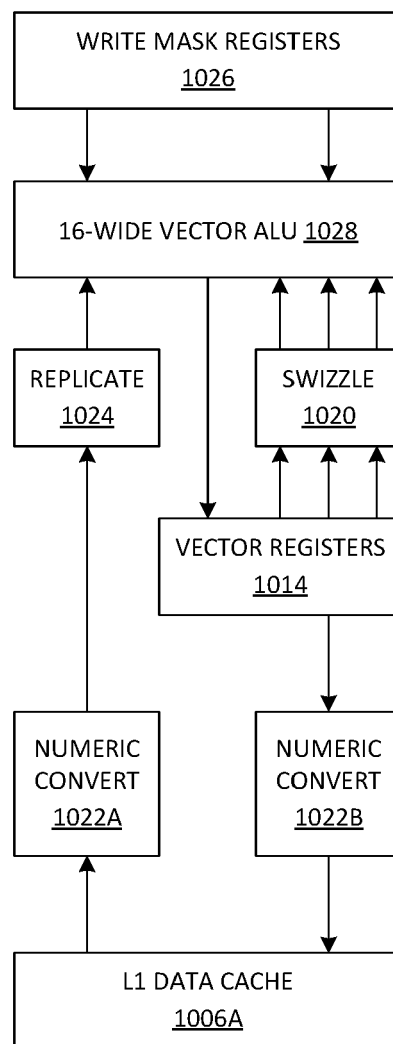 WRITE MASK REGISTERS
1026
16-WIDE VECTOR ALU 1028
REPLICATE
1024
SWIZZLE
1020
VECTOR REGISTERS
1014
NUMERIC
CONVERT
1022A
NUMERIC
CONVERT
1022B
L1 DATA CACHE
1006A